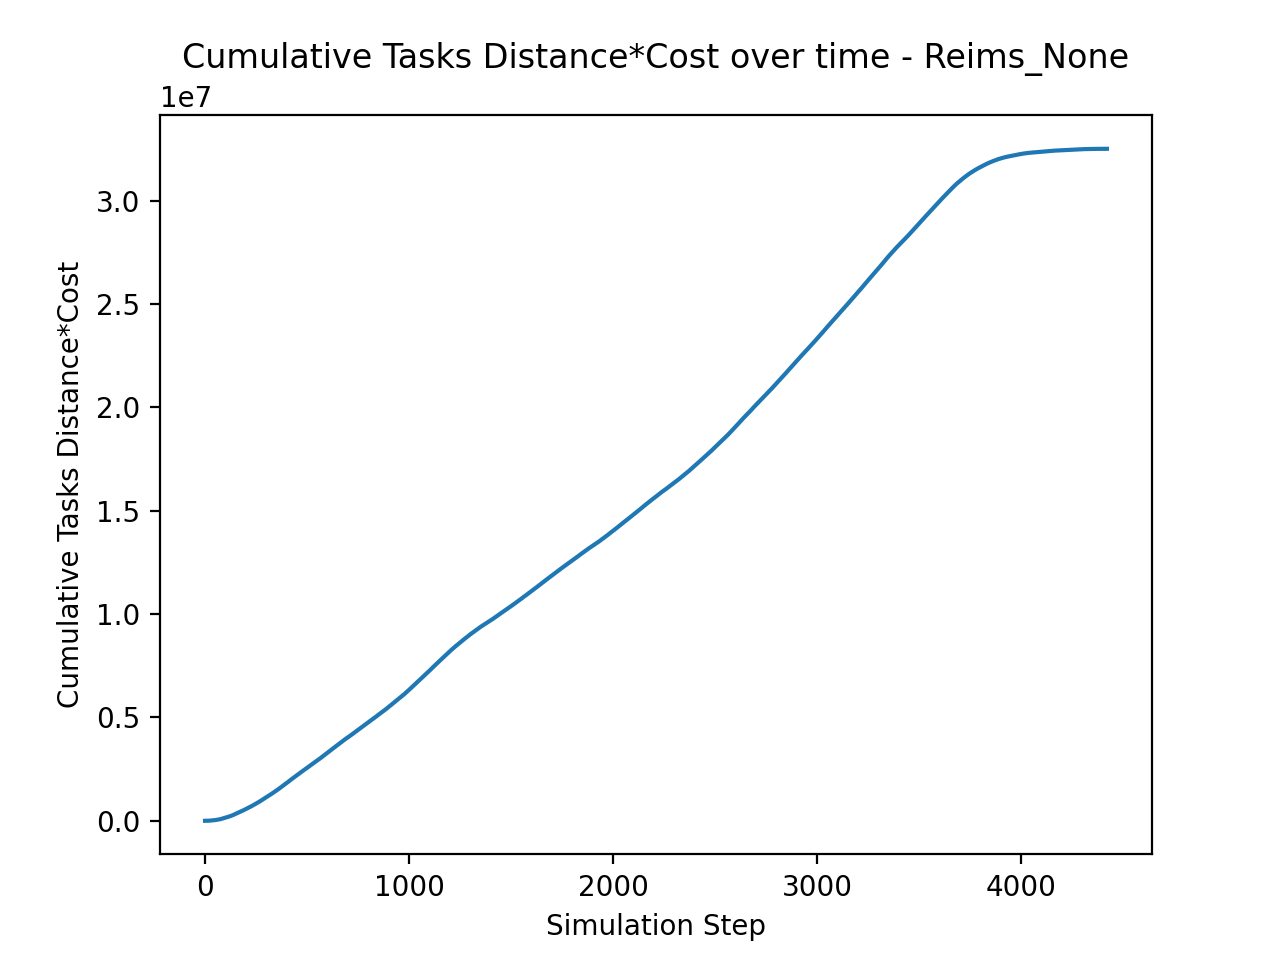 Cumulative Tasks Distance*Cost over time - Reims_None
1e7
3.0
2.5
2.0
1.5
1.0
0.5
0.0
Cumulative Tasks Distance*Cost
0 1000 2000 3000 4000
Simulation Step